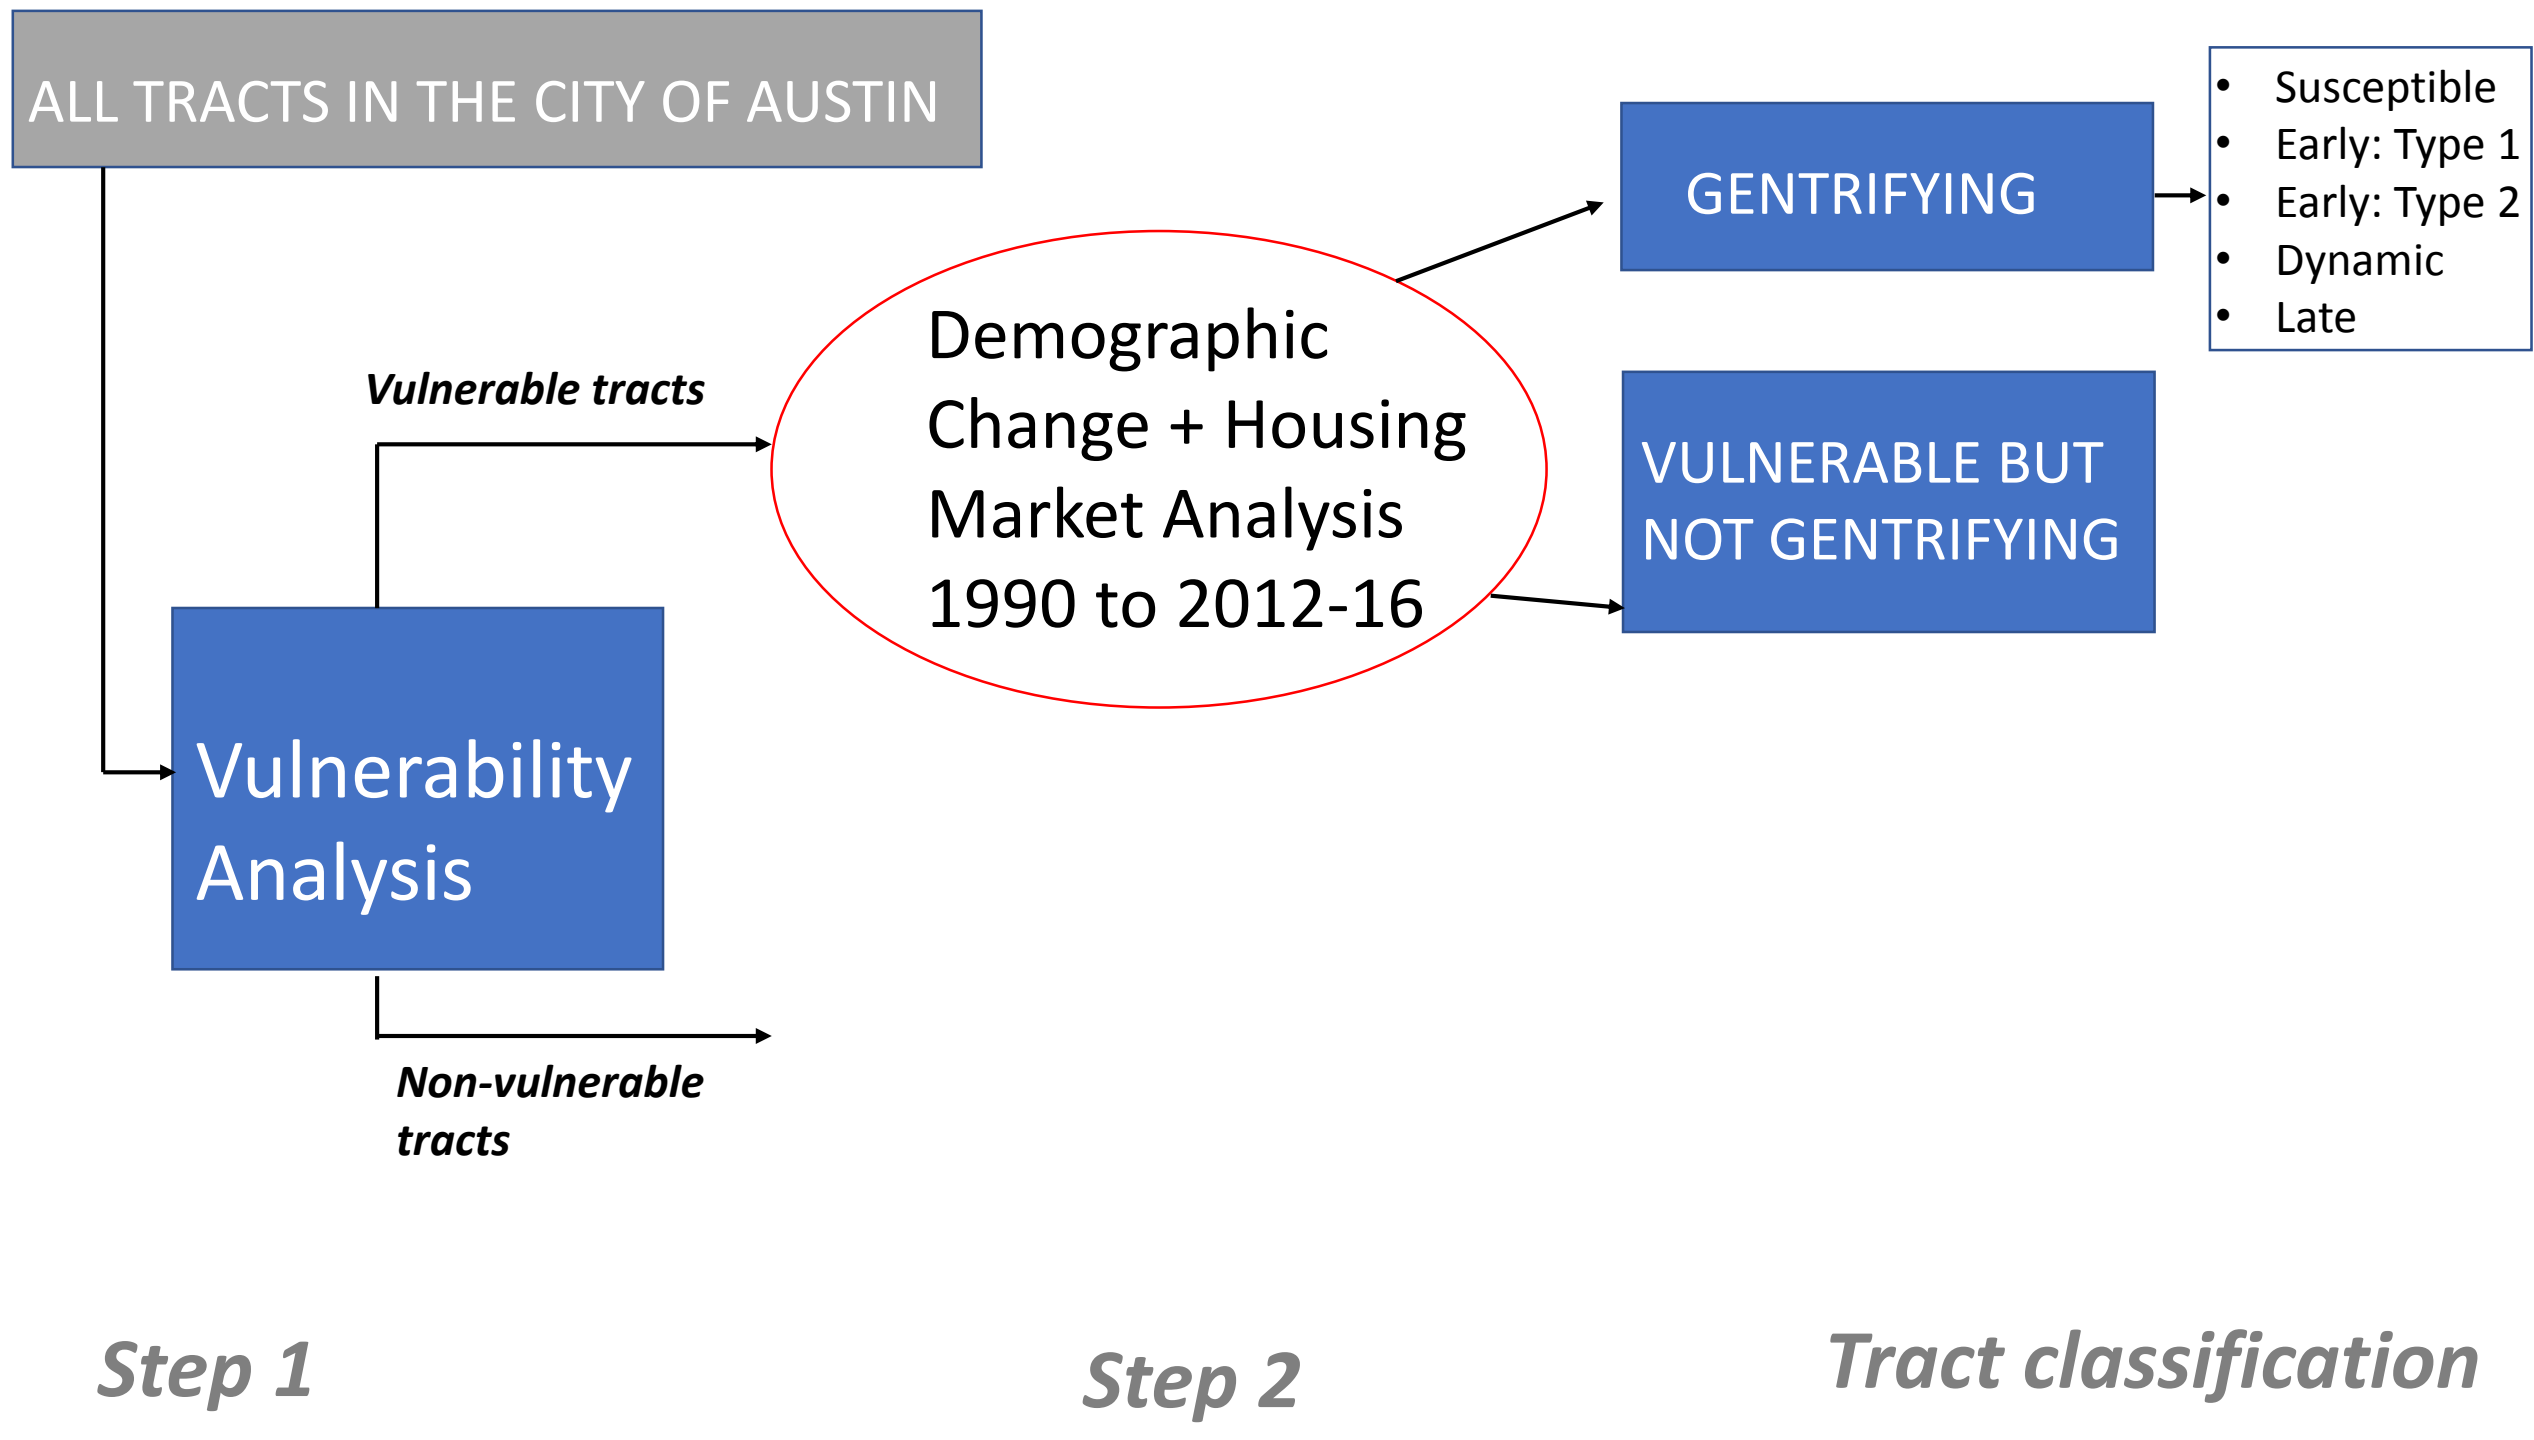 ALL TRACTS IN THE CITY OF AUSTIN
Vulnerability
Analysis
Vulnerable tracts
Non-vulnerable
tracts
Demographic
Change + Housing
Market Analysis
1990 to 2012-16
GENTRIFYING
• Susceptible
• Early: Type 1
• Early: Type 2
• Dynamic
• Late
VULNERABLE BUT
NOT GENTRIFYING
Step 1
Step 2
Tract classification